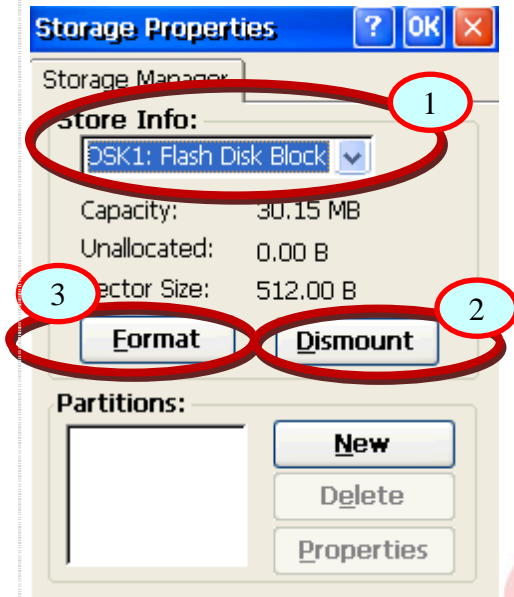 Storage Properties ? OK ×
Storage Manager
1
Store Info:
DSK1: Flash Disk Block
Capacity: 30.15 MB
Unallocated: 0.00 B
3
Sector Size: 512.00 B
2
Format Dismount
Partitions:
New
Delete
Properties